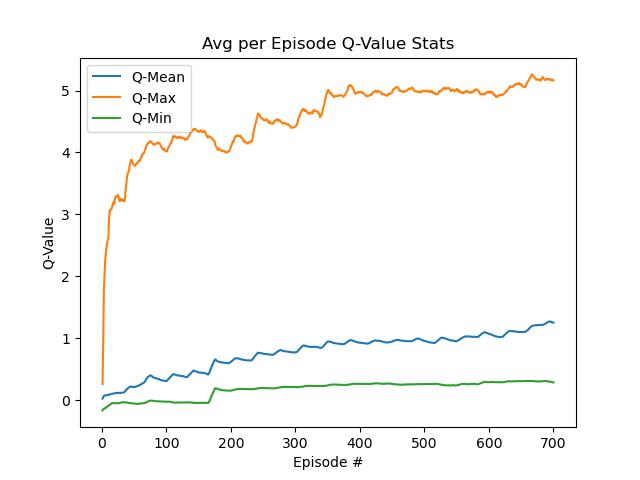 Avg per Episode Q-Value Stats
Q-Mean
Q-Max
Q-Min
Q-Value
5
4
3
2
1
0
0 100 200 300 400 500 600 700
Episode #